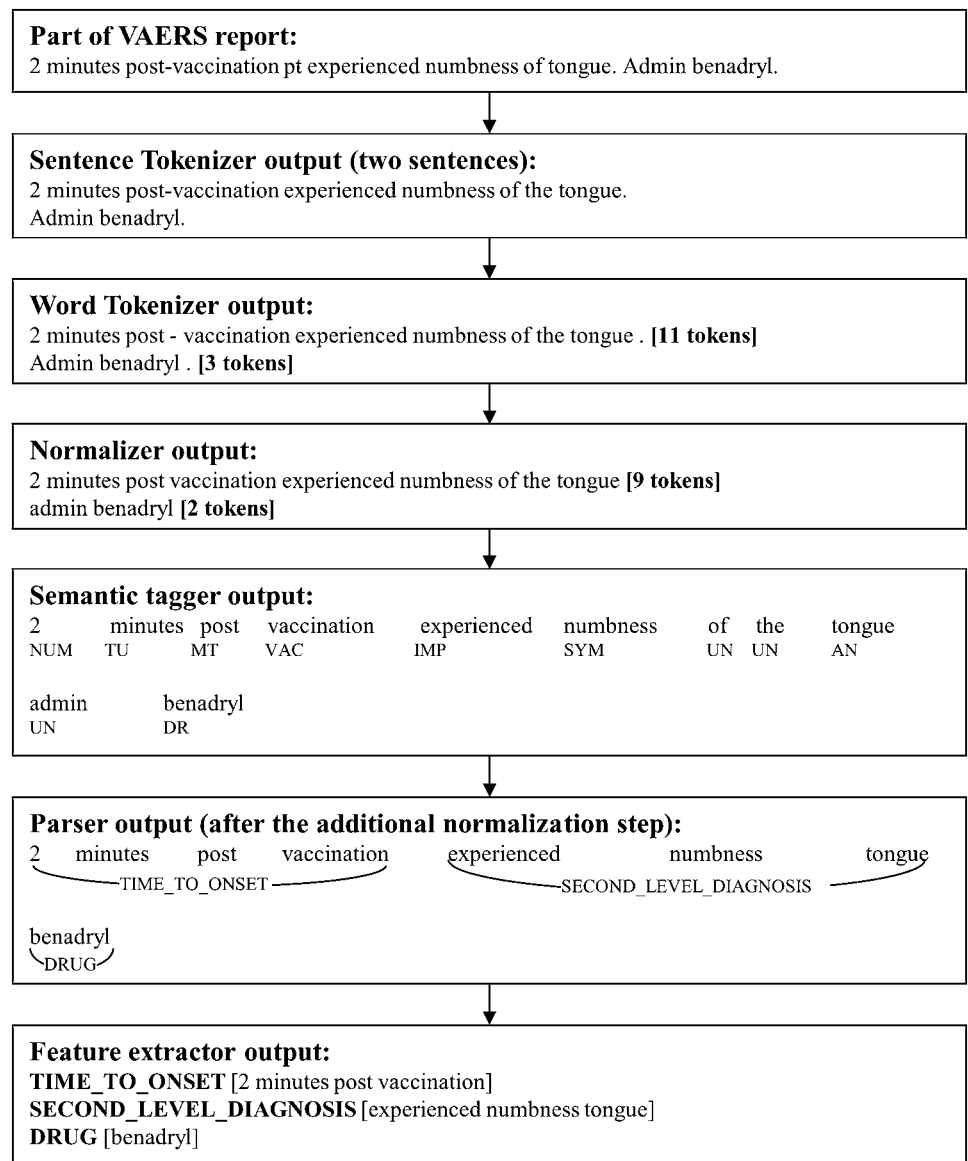 Part of VAERS report:
2 minutes post-vaccination pt experienced numbness of tongue. Admin benadryl.
Sentence Tokenizer output (two sentences):
2 minutes post-vaccination experienced numbness of the tongue.
Admin benadryl.
Word Tokenizer output:
2 minutes post - vaccination experienced numbness of the tongue . [11 tokens]
Admin benadryl . [3 tokens]
Normalizer output:
2 minutes post vaccination experienced numbness of the tongue [9 tokens]
admin benadryl [2 tokens]
Semantic tagger output:
2 minutes post vaccination experienced numbness of the tongue
NUM TU MT VAC IMP SYM UN UN AN
admin benadryl
UN DR
Parser output (after the additional normalization step):
2 minutes post vaccination experienced numbness tongue
TIME_TO_ONSET SECOND_LEVEL_DIAGNOSIS
benadryl
DRUG
Feature extractor output:
TIME_TO_ONSET [2 minutes post vaccination]
SECOND_LEVEL_DIAGNOSIS [experienced numbness tongue]
DRUG [benadryl]